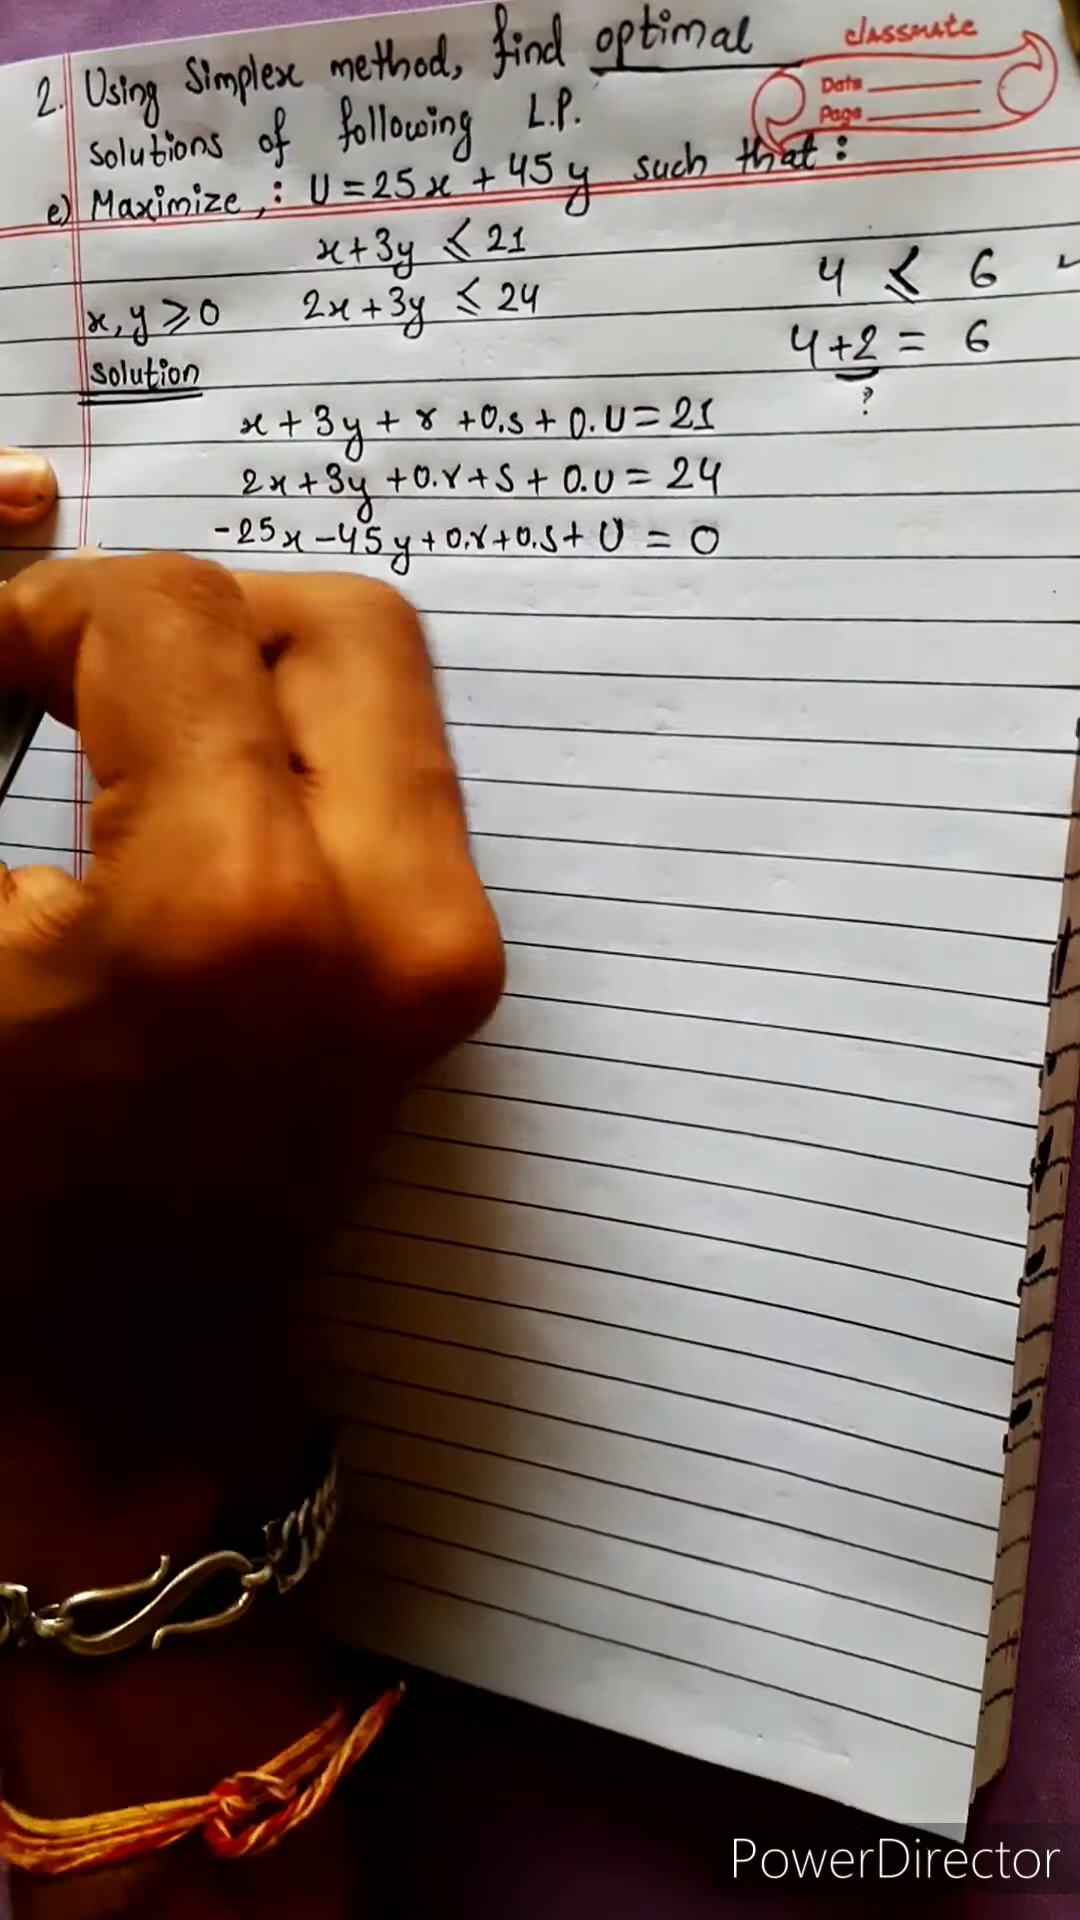 2. Using Simplex method, find optimal
solutions of following L.P.
classmate
Date
Page
e) Maximize, : U = 25x + 45y such that :
x + 3y ≤ 21
x, y ≥ 0 2x + 3y ≤ 24
4 ≤ 6
4 + 2 = 6
?
Solution
x + 3y + r + 0.s + 0.U = 21
2x + 3y + 0.r + s + 0.U = 24
-25x - 45y + 0.r + 0.s + U = 0
PowerDirector